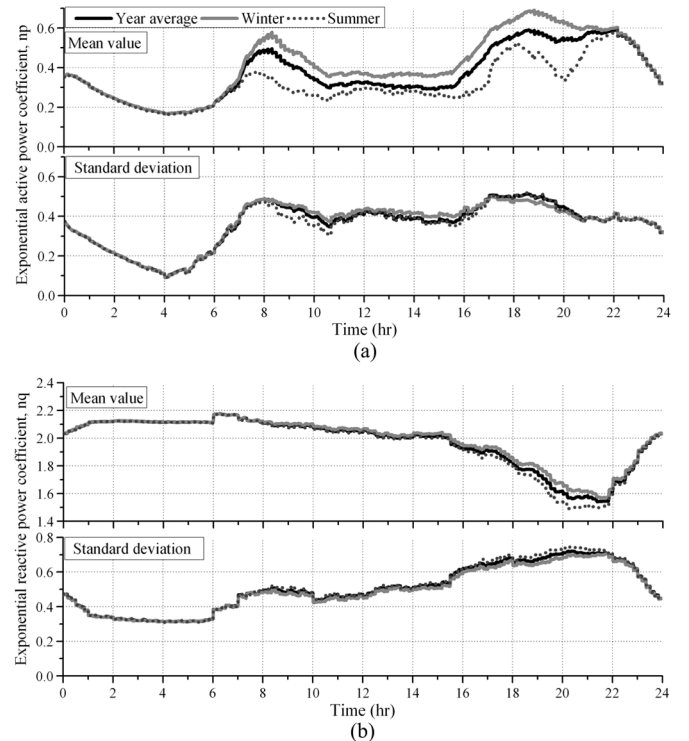 Year average Winter Summer
Mean value
Exponential active power coefficient, np
0.6
0.4
0.2
0.0
Standard deviation
0.4
0.2
0.0
0 2 4 6 8 10 12 14 16 18 20 22 24
Time (hr)
(a)
Exponential reactive power coefficient, nq
2.4
Mean value
2.2
2.0
1.8
1.6
1.4
0.8
Standard deviation
0.6
0.4
0.2
0.0
0 2 4 6 8 10 12 14 16 18 20 22 24
Time (hr)
(b)